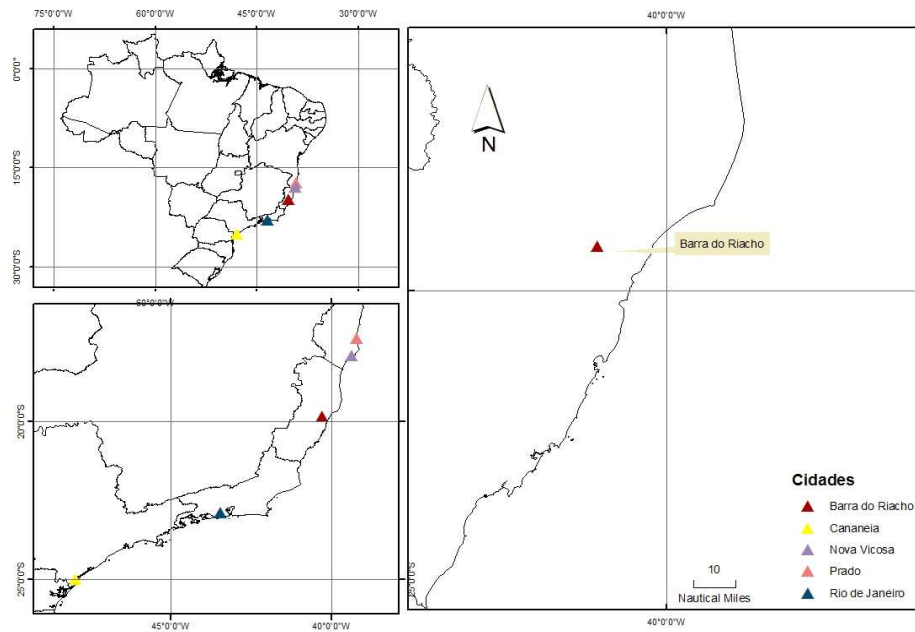 75°0'0"W 60°0'0"W 45°0'0"W 30°0'0"W
0°0'0"
15°0'0"S
30°0'0"S
60°0'0"W
20°0'0"S
25°0'0"S
45°0'0"W 40°0'0"W
40°0'0"W
N
Barra do Riacho
Cidades
Barra do Riacho
Cananeia
Nova Vicosa
Prado
Rio de Janeiro
10
Nautical Miles
40°0'0"W